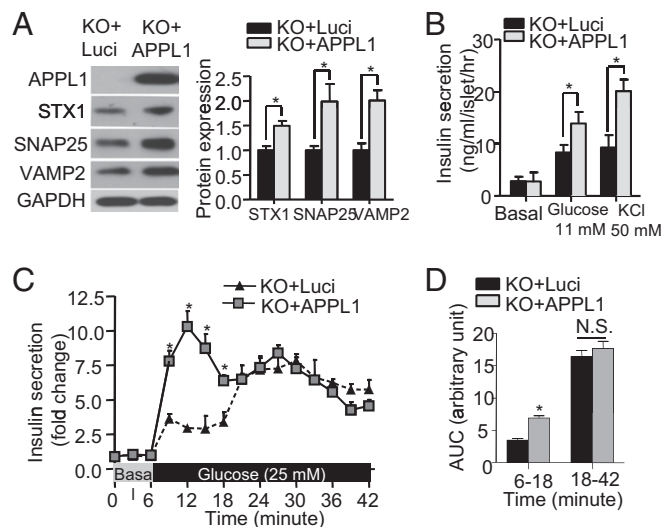 A
KO+ KO+
Luci APPL1
APPL1
STX1
SNAP25
VAMP2
GAPDH
KO+Luci
KO+APPL1
Protein expression
2.5
2.0
1.5
1.0
0.5
0.0
* * *
STX1 SNAP25 VAMP2
B
KO+Luci
KO+APPL1
Insulin secretion
(ng/ml/islet/hr)
30
20
10
0
* *
Basal Glucose KCl
11 mM 50 mM
C
KO+Luci
KO+APPL1
Insulin secretion
(fold change)
12.5
10.0
7.5
5.0
2.5
0.0
* * * *
Basa
l
Glucose (25 mM)
0 6 12 18 24 30 36 42
Time (minute)
D
KO+Luci
KO+APPL1
AUC (arbitrary unit)
20
15
10
5
0
*
N.S.
6-18 18-42
Time (minute)